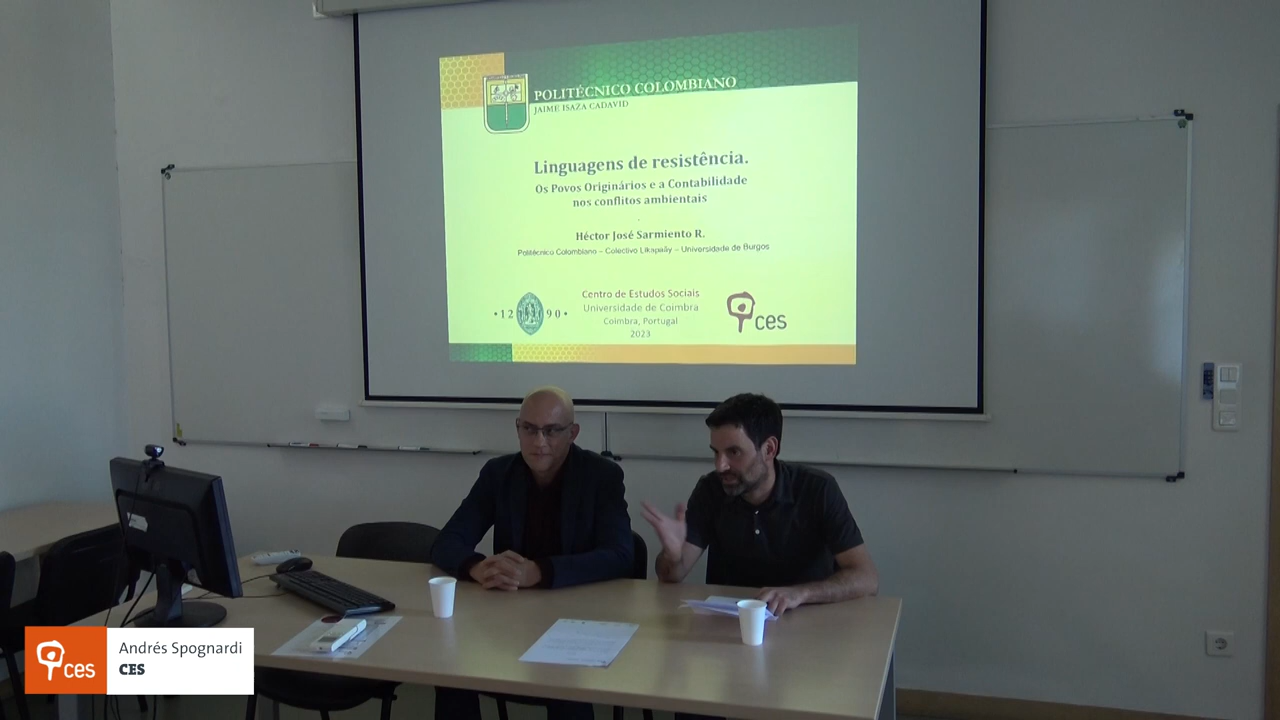 POLITÉCNICO COLOMBIANO
JAIME ISAZA CADAVID
Linguagens de resistência.
Os Povos Originários e a Contabilidade
nos conflitos ambientais
Héctor José Sarmiento R.
Politécnico Colombiano – Colectivo Likapaāy – Universidade de Burgos
Centro de Estudos Sociais
Universidade de Coimbra
Coimbra, Portugal
2023
•12 90•
ces
ces
Andrés Spognardi
CES